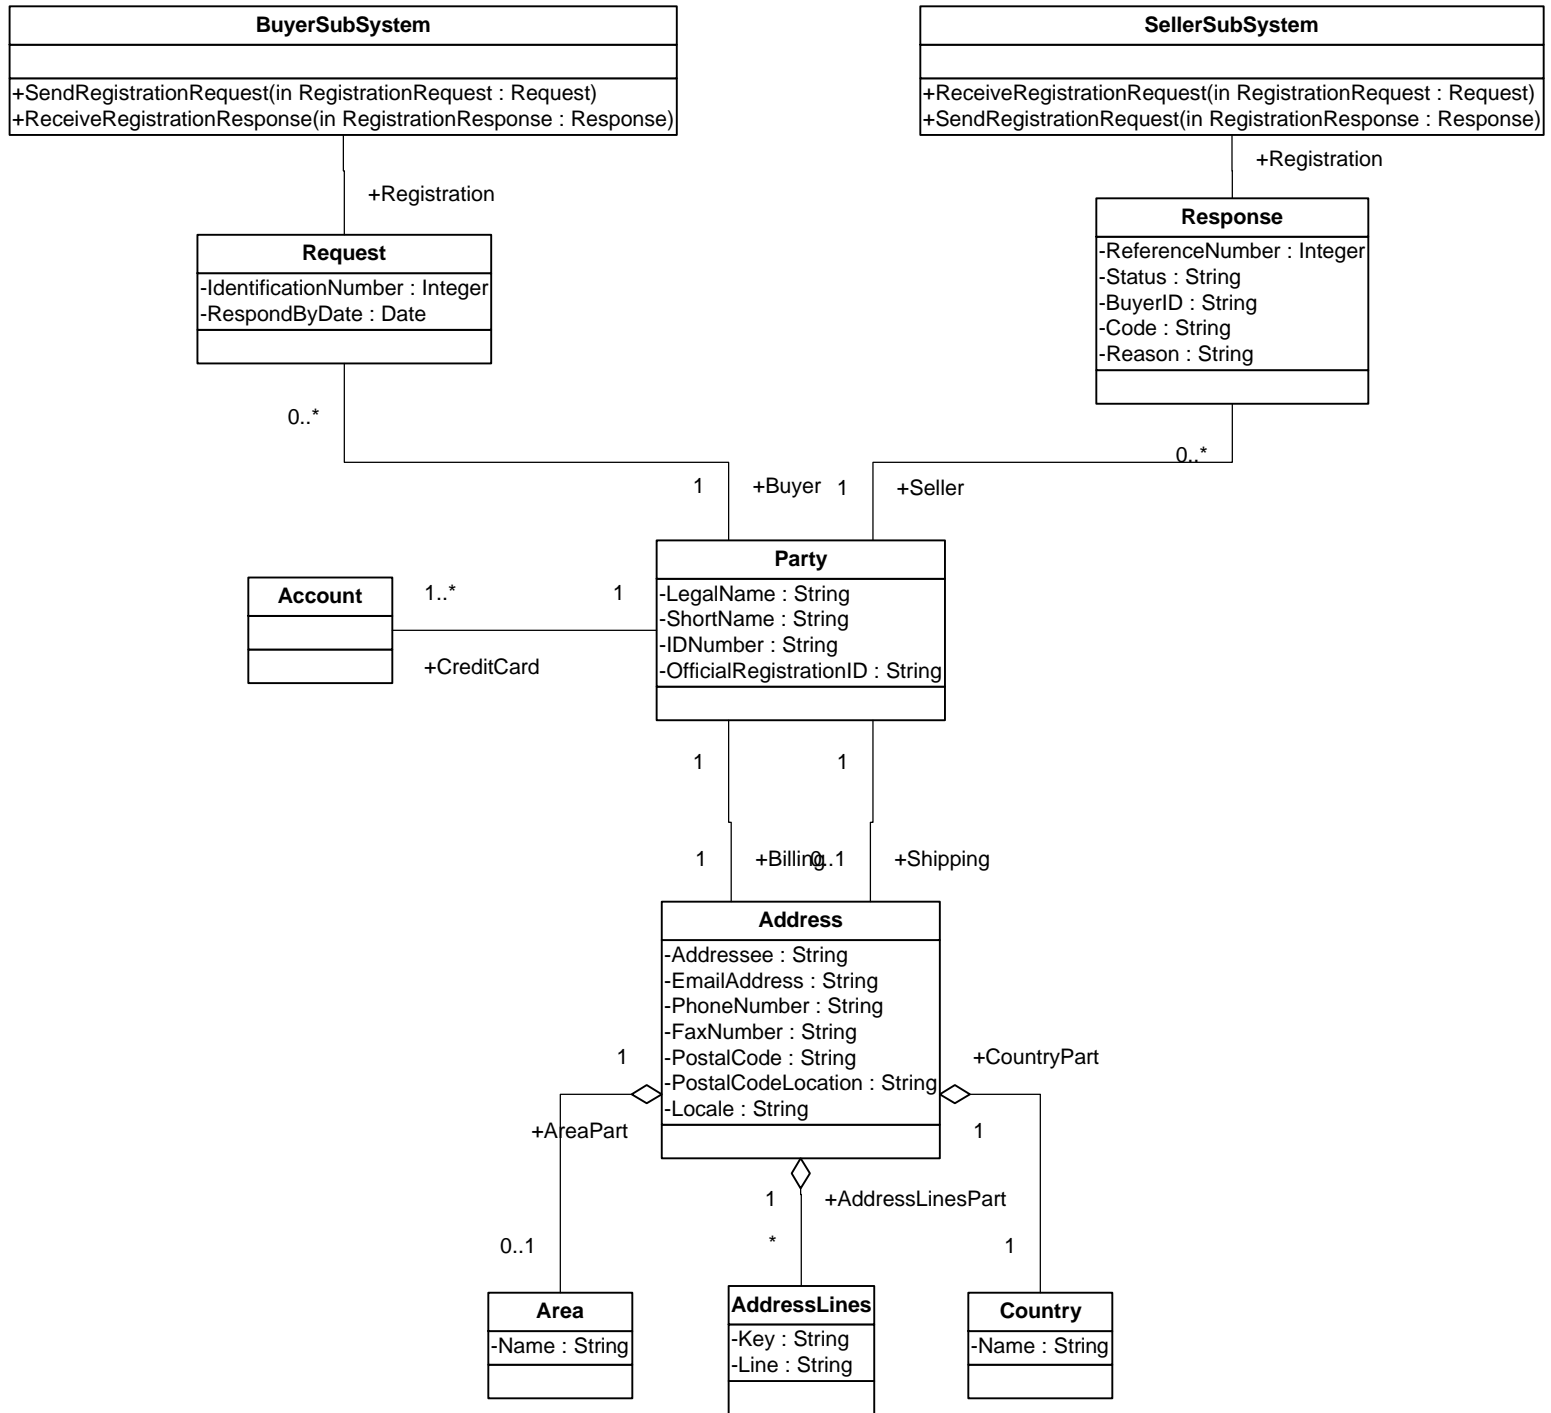 BuyerSubSystem
+SendRegistrationRequest(in RegistrationRequest : Request)
+ReceiveRegistrationResponse(in RegistrationResponse : Response)
SellerSubSystem
+ReceiveRegistrationRequest(in RegistrationRequest : Request)
+SendRegistrationRequest(in RegistrationResponse : Response)
+Registration
+Registration
Request
-IdentificationNumber : Integer
-RespondByDate : Date
Response
-ReferenceNumber : Integer
-Status : String
-BuyerID : String
-Code : String
-Reason : String
0..*
0..*
1
+Buyer
1
+Seller
Party
-LegalName : String
-ShortName : String
-IDNumber : String
-OfficialRegistrationID : String
Account
1..*
1
+CreditCard
1
1
1
+Billing
0..1
+Shipping
Address
-Addressee : String
-EmailAddress : String
-PhoneNumber : String
-FaxNumber : String
-PostalCode : String
-PostalCodeLocation : String
-Locale : String
1
+AreaPart
0..1
+CountryPart
1
1
1
+AddressLinesPart
*
Area
-Name : String
AddressLines
-Key : String
-Line : String
Country
-Name : String